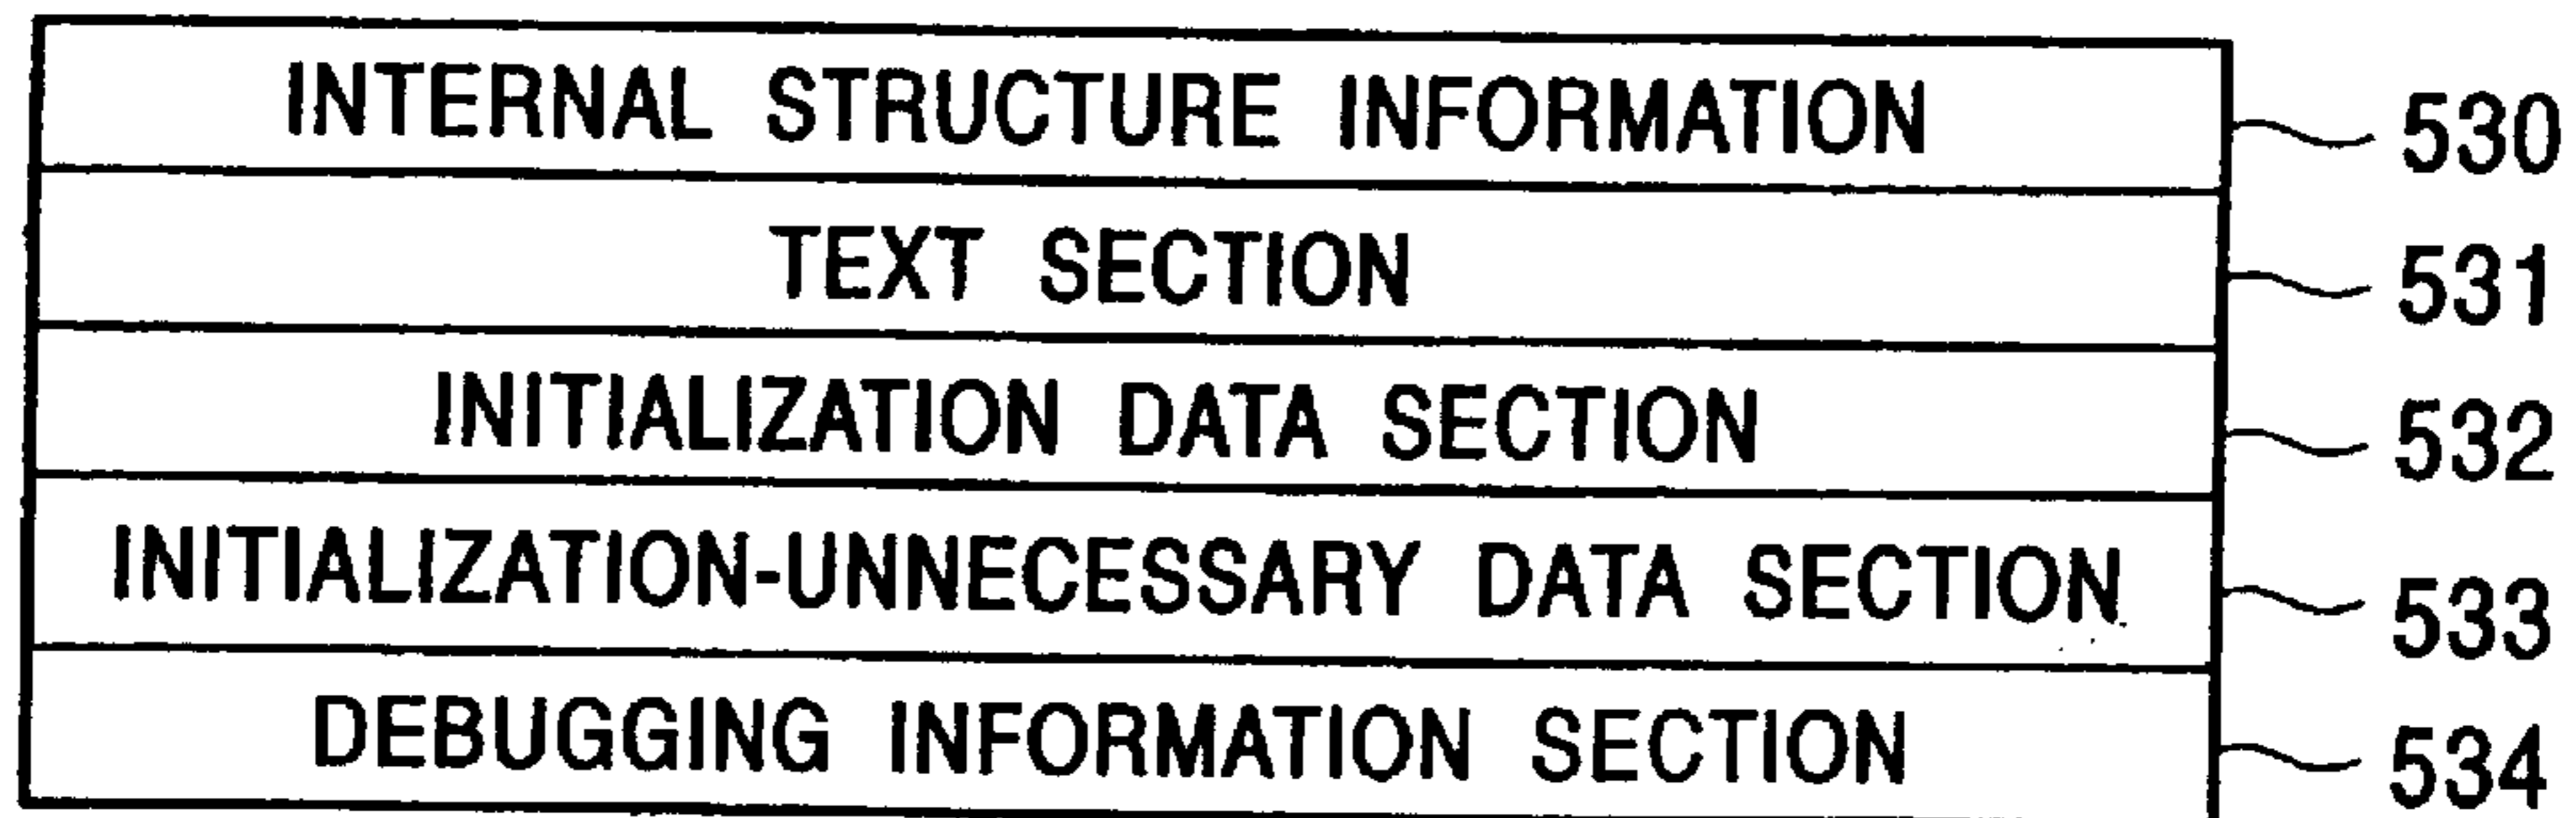 INTERNAL STRUCTURE INFORMATION 530
TEXT SECTION 531
INITIALIZATION DATA SECTION 532
INITIALIZATION-UNNECESSARY DATA SECTION 533
DEBUGGING INFORMATION SECTION 534